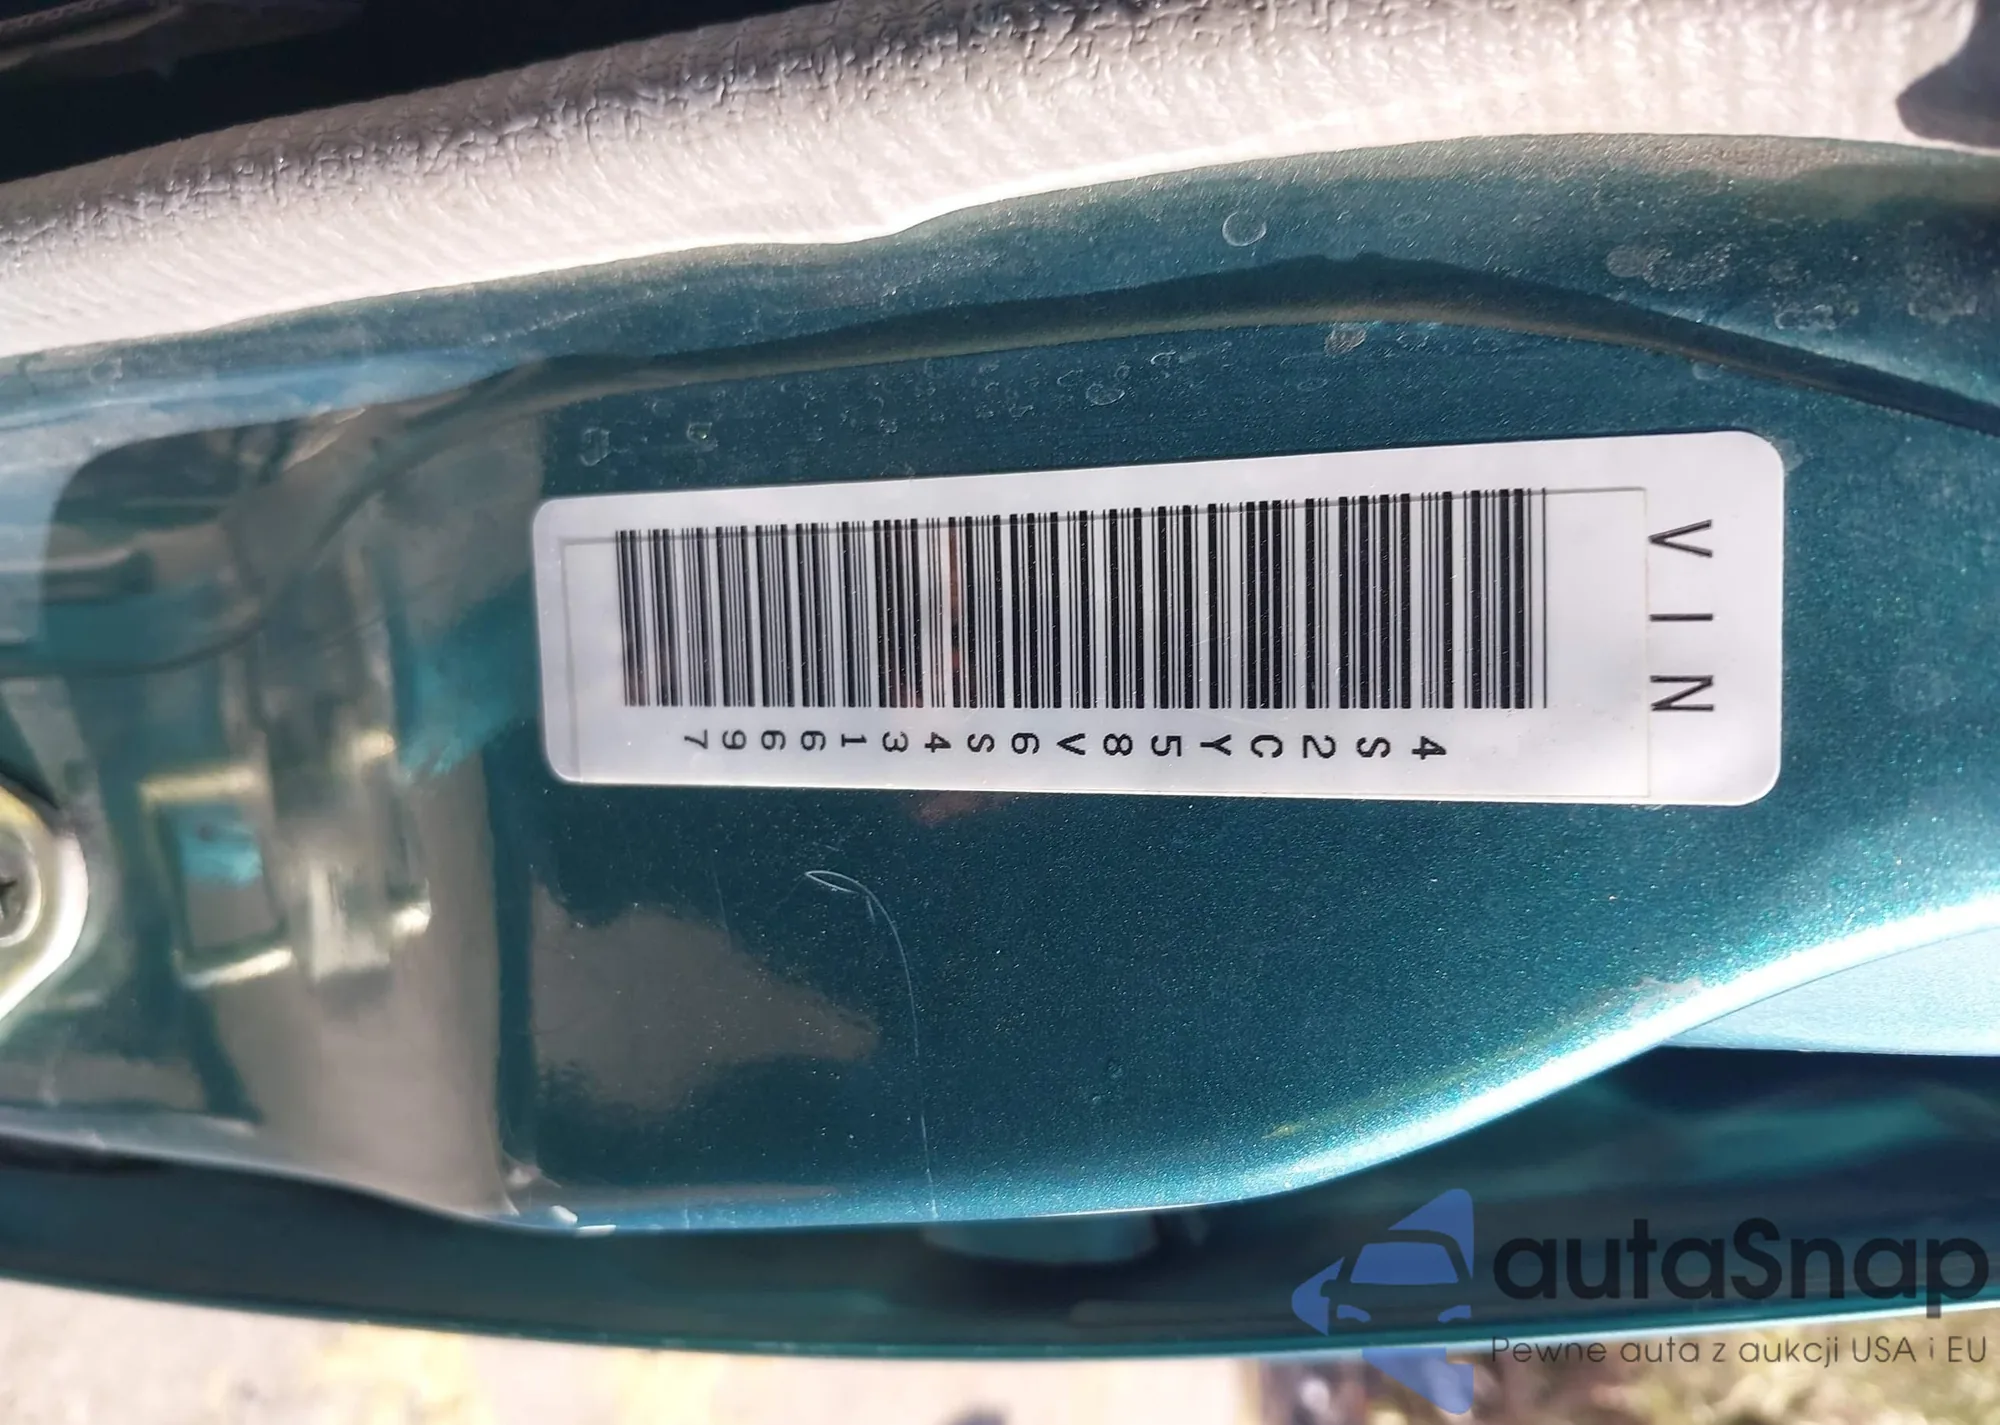 VIN
4S2CY58V6S4316697
autaSnap
Pewne auta z aukcji USA i EU